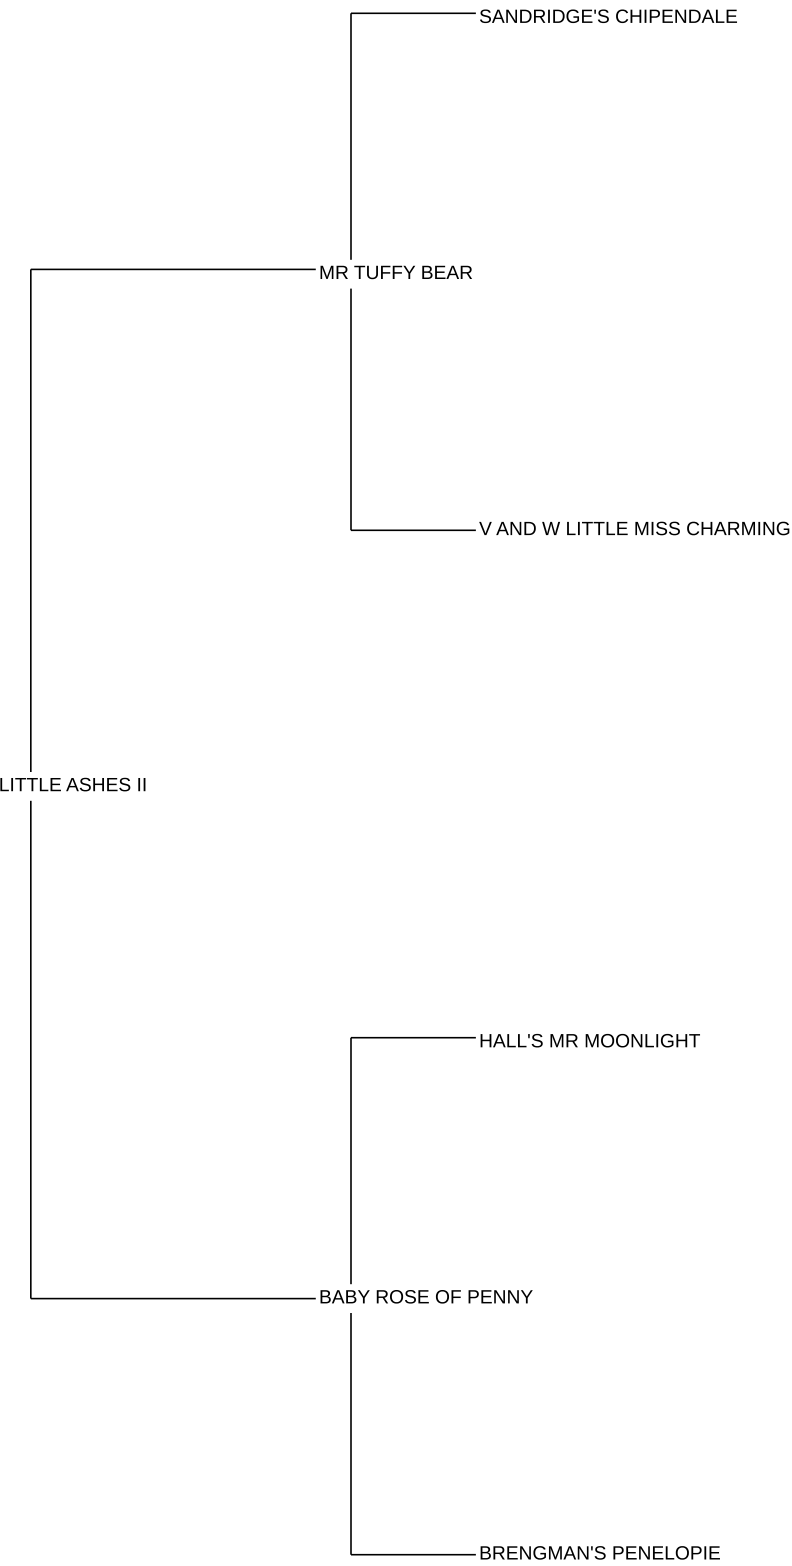 SANDRIDGE'S CHIPENDALE
MR TUFFY BEAR
V AND W LITTLE MISS CHARMING
LITTLE ASHES II
HALL'S MR MOONLIGHT
BABY ROSE OF PENNY
BRENGMAN'S PENELOPIE